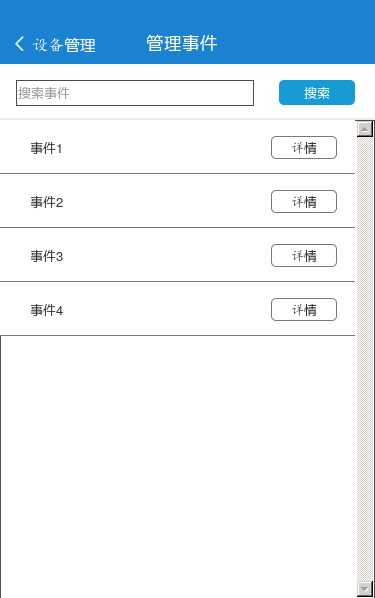 设备管理 管理事件
搜索事件 搜索
事件1 详情
事件2 详情
事件3 详情
事件4 详情